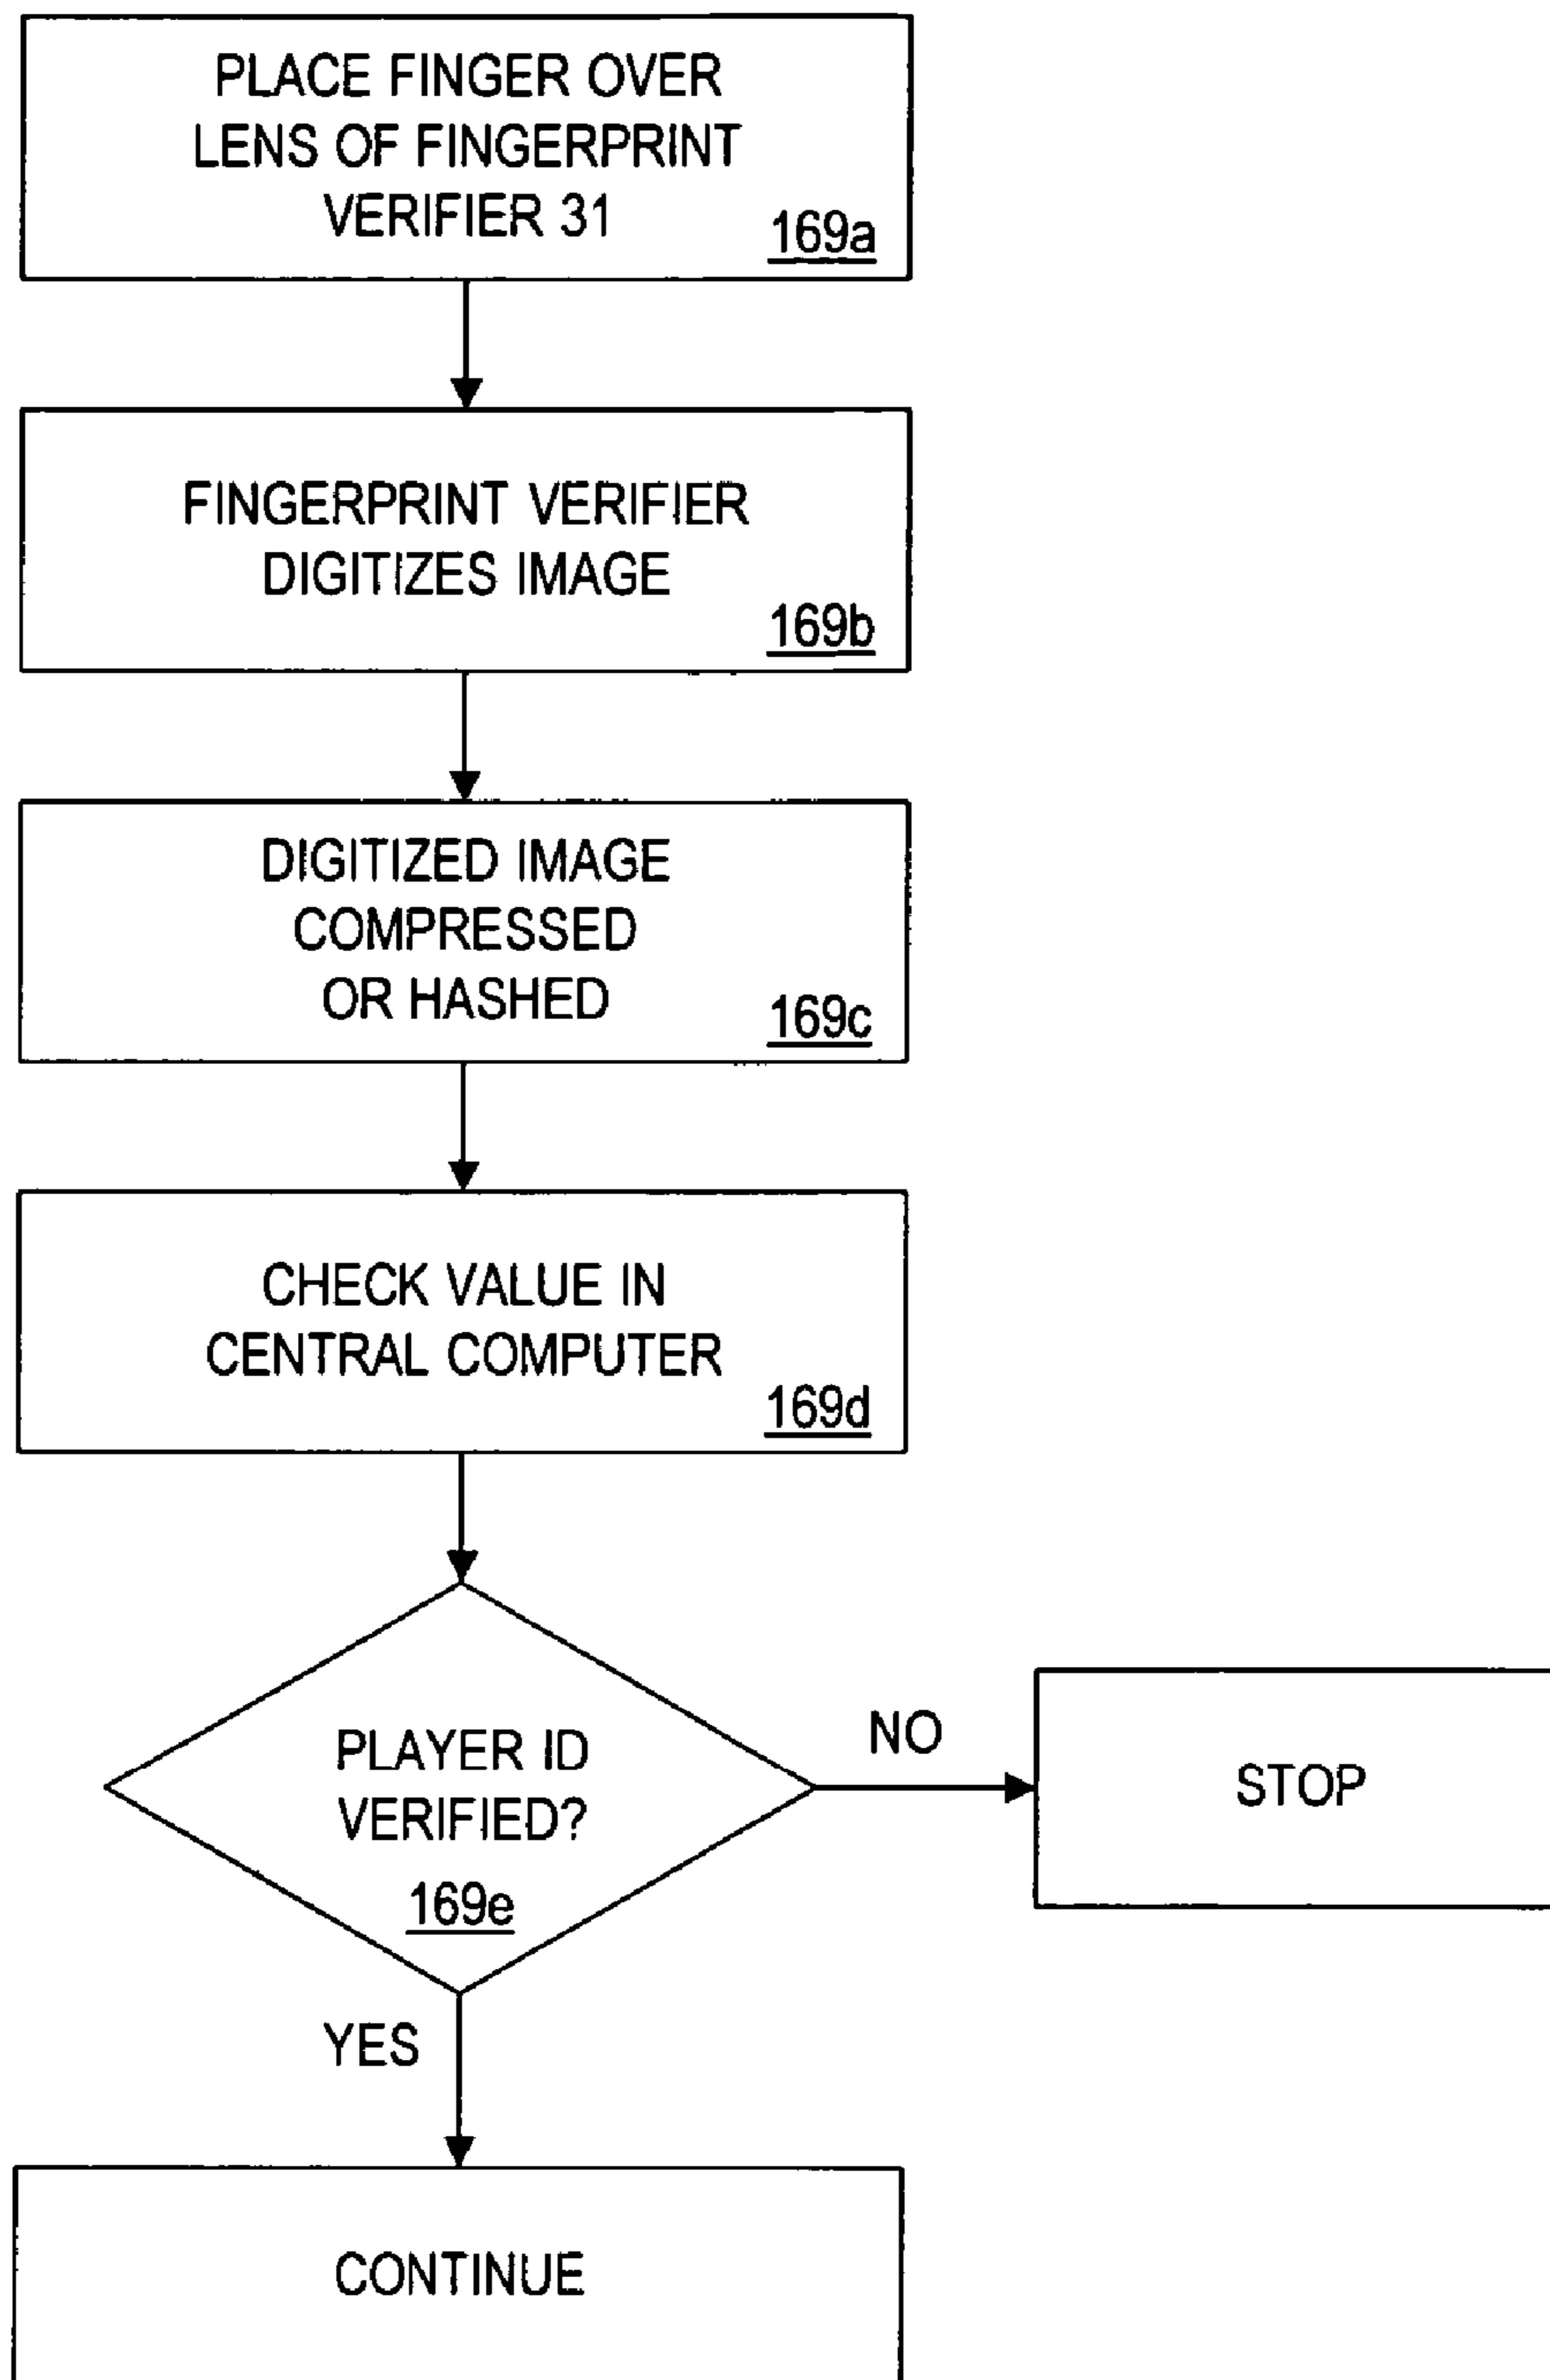 PLACE FINGER OVER
LENS OF FINGERPRINT
VERIFIER 31
169a
FINGERPRINT VERIFIER
DIGITIZES IMAGE
169b
DIGITIZED IMAGE
COMPRESSED
OR HASHED
169c
CHECK VALUE IN
CENTRAL COMPUTER
169d
PLAYER ID
VERIFIED?
169e
NO
STOP
YES
CONTINUE